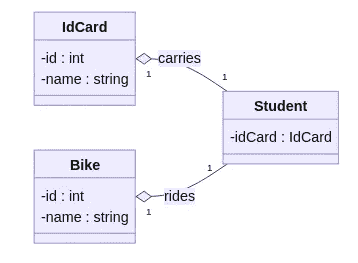 IdCard
-id : int
-name : string
1
carries
1
Student
-idCard : IdCard
Bike
-id : int
-name : string
1
rides
1